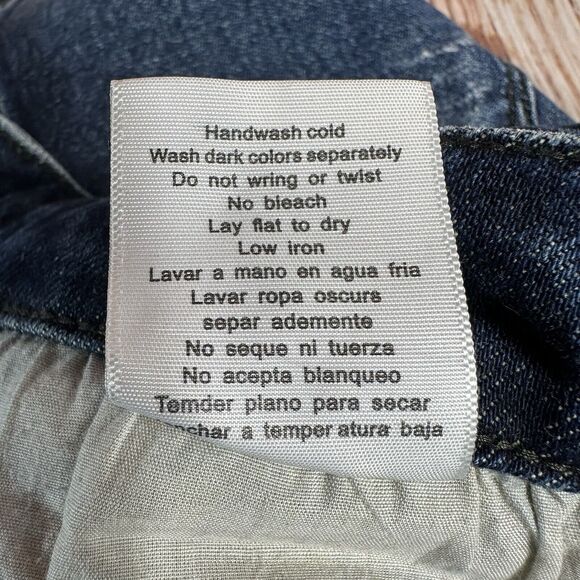 Handwash cold
Wash dark colors separately
Do not wring or twist
No bleach
Lay flat to dry
Low iron
Lavar a mano en agua fria
Lavar ropa oscurs
separ ademente
No seque ni tuerza
No acepta blanqueo
Temder plano para secar
a temper atura baja